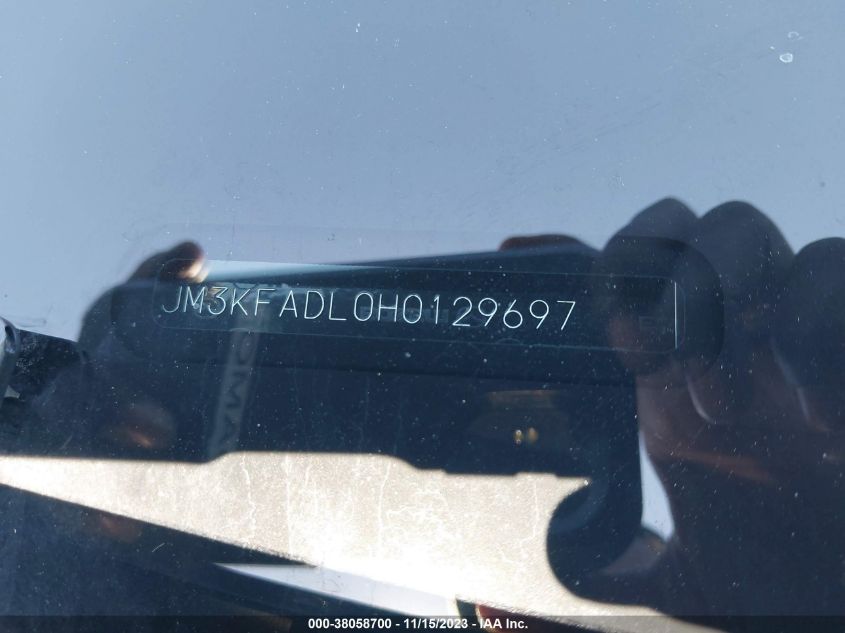 JM3KFADL0H0129697
000-38058700 - 11/15/2023 - IAA Inc.